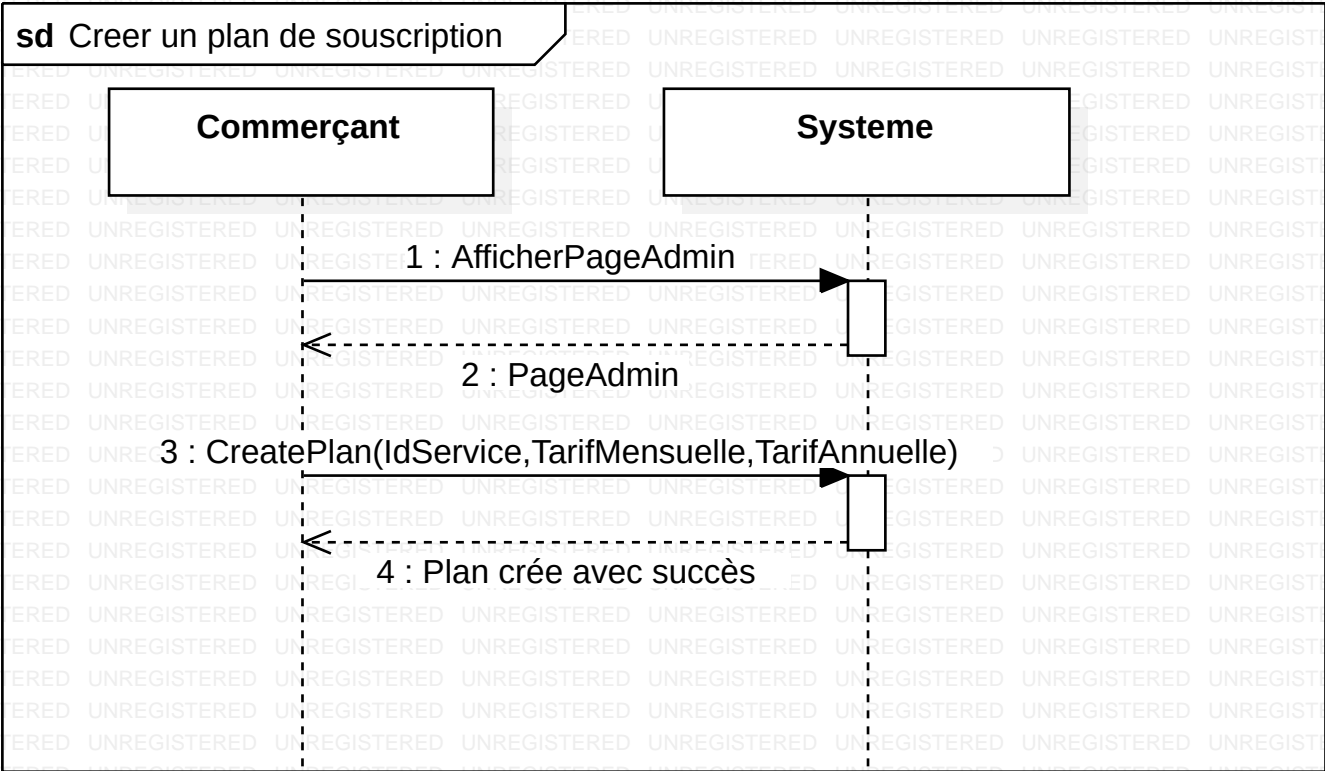 sd Creer un plan de souscription
Commerçant
Systeme
1 : AfficherPageAdmin
2 : PageAdmin
3 : CreatePlan(IdService,TarifMensuelle,TarifAnnuelle)
4 : Plan crée avec succès
UNREGISTERED